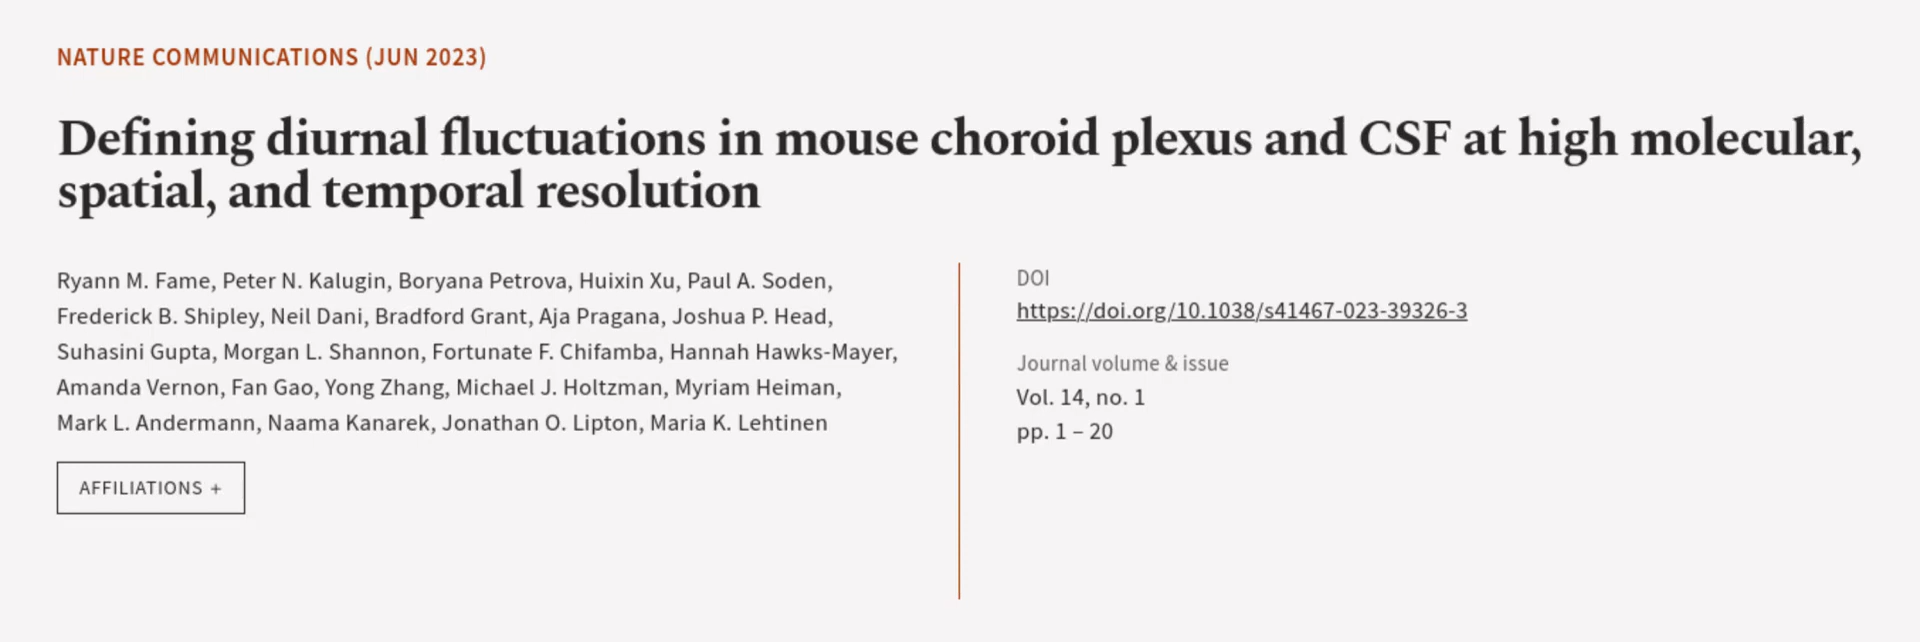 NATURE COMMUNICATIONS (JUN 2023)
Defining diurnal fluctuations in mouse choroid plexus and CSF at high molecular,
spatial, and temporal resolution
Ryann M. Fame, Peter N. Kalugin, Boryana Petrova, Huixin Xu, Paul A. Soden,
Frederick B. Shipley, Neil Dani, Bradford Grant, Aja Pragana, Joshua P. Head,
Suhasini Gupta, Morgan L. Shannon, Fortunate F. Chifamba, Hannah Hawks-Mayer,
Amanda Vernon, Fan Gao, Yong Zhang, Michael J. Holtzman, Myriam Heiman,
Mark L. Andermann, Naama Kanarek, Jonathan O. Lipton, Maria K. Lehtinen
AFFILIATIONS +
DOI
https://doi.org/10.1038/s41467-023-39326-3
Journal volume & issue
Vol. 14, no. 1
pp. 1 – 20